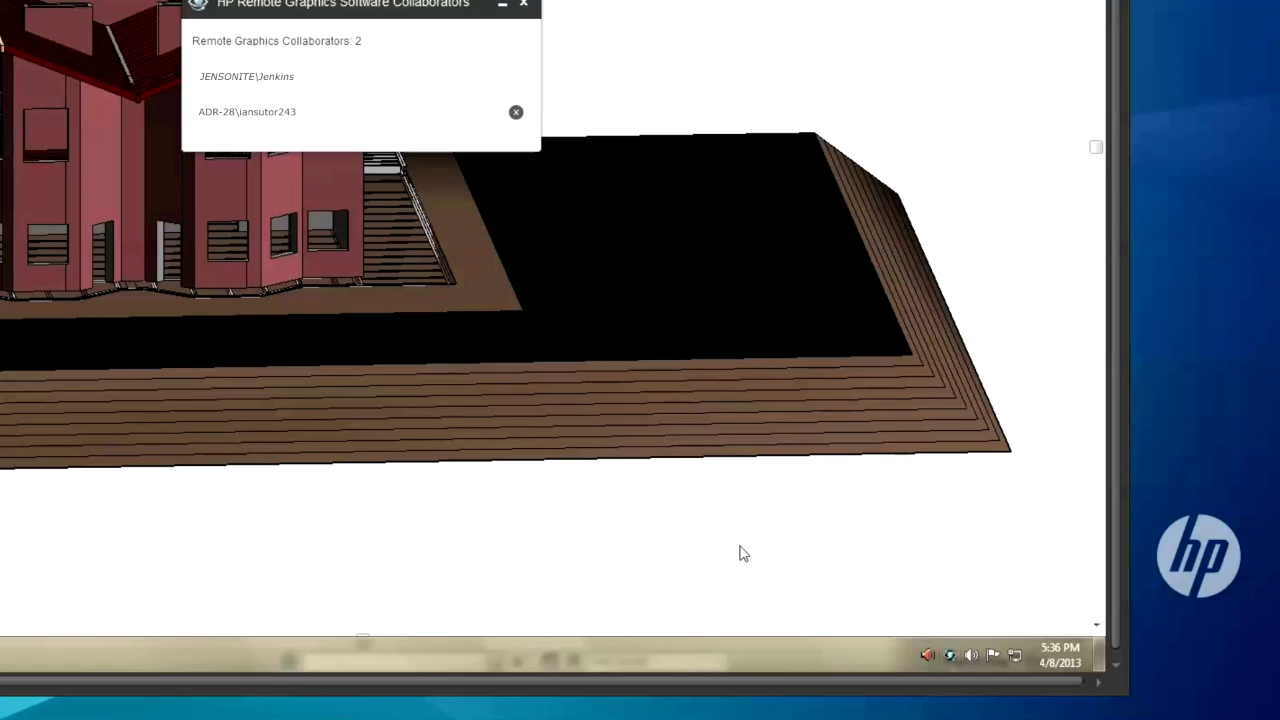 HP Remote Graphics Software Collaborators
Remote Graphics Collaborators: 2
JENSONITE\Jenkins
ADR-28\iansutor243
hp
5:36 PM
4/8/2013